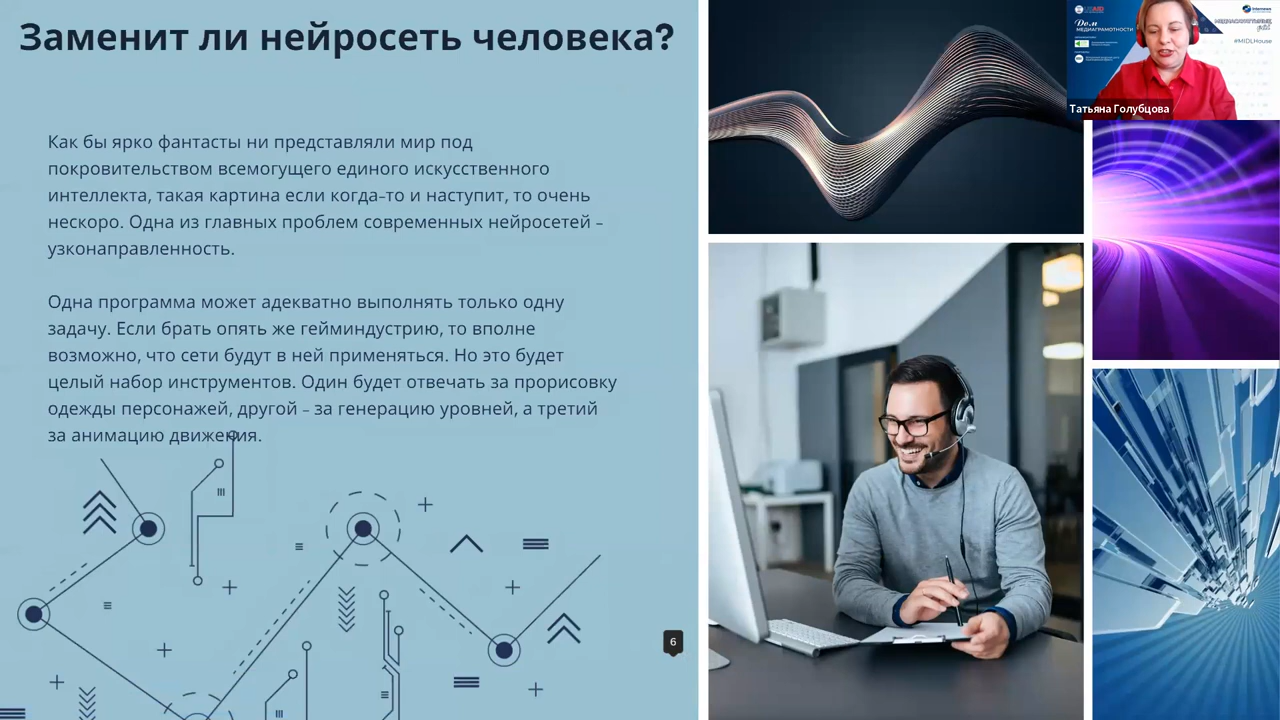 Заменит ли нейросеть человека?
Как бы ярко фантасты ни представляли мир под
покровительством всемогущего единого искусственного
интеллекта, такая картина если когда-то и наступит, то очень
нескоро. Одна из главных проблем современных нейросетей –
узконаправленность.
Одна программа может адекватно выполнять только одну
задачу. Если брать опять же гейминдустрию, то вполне
возможно, что сети будут в ней применяться. Но это будет
целый набор инструментов. Один будет отвечать за прорисовку
одежды персонажей, другой – за генерацию уровней, а третий
за анимацию движения.
6
USAID
Internews
Дом
МЕДИАГРАМОТНОСТИ
#MIDLHouse
Татьяна Голубцова